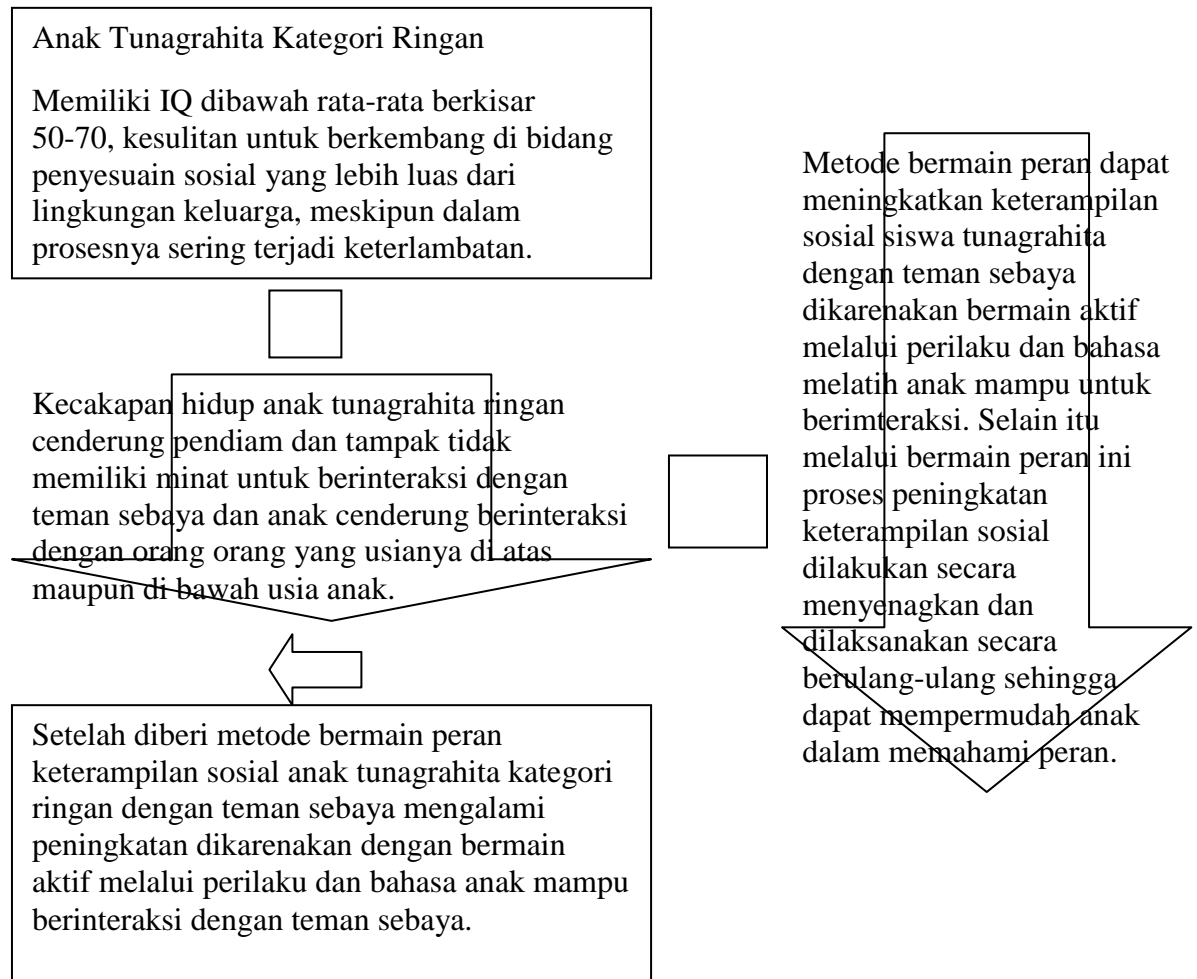 Anak Tunagrahita Kategori Ringan
Memiliki IQ dibawah rata-rata berkisar
50-70, kesulitan untuk berkembang di bidang
penyesuain sosial yang lebih luas dari
lingkungan keluarga, meskipun dalam
prosesnya sering terjadi keterlambatan.
Kecakapan hidup anak tunagrahita ringan
cenderung pendiam dan tampak tidak
memiliki minat untuk berinteraksi dengan
teman sebaya dan anak cenderung berinteraksi
dengan orang orang yang usianya di atas
maupun di bawah usia anak.
Metode bermain peran dapat
meningkatkan keterampilan
sosial siswa tunagrahita
dengan teman sebaya
dikarenakan bermain aktif
melalui perilaku dan bahasa
melatih anak mampu untuk
berimteraksi. Selain itu
melalui bermain peran ini
proses peningkatan
keterampilan sosial
dilakukan secara
menyenagkan dan
dilaksanakan secara
berulang-ulang sehingga
dapat mempermudah anak
dalam memahami peran.
Setelah diberi metode bermain peran
keterampilan sosial anak tunagrahita kategori
ringan dengan teman sebaya mengalami
peningkatan dikarenakan dengan bermain
aktif melalui perilaku dan bahasa anak mampu
berinteraksi dengan teman sebaya.